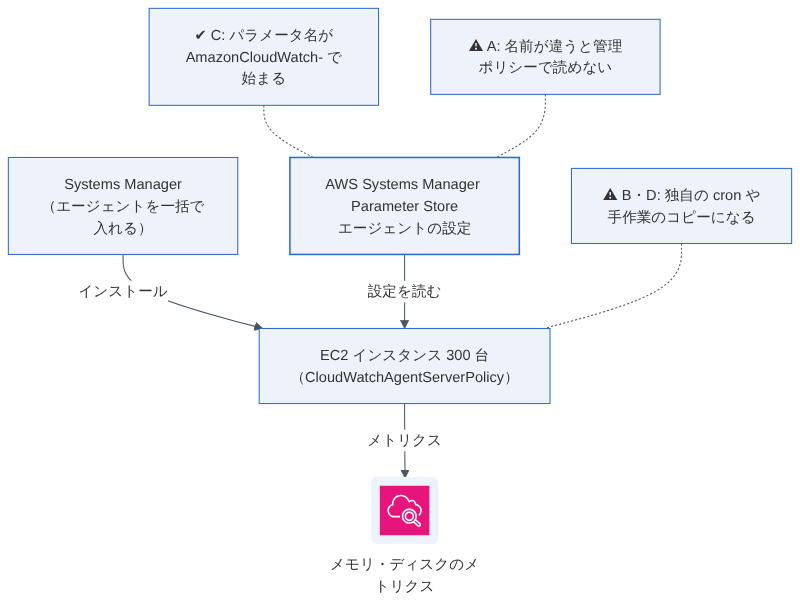 ✔ C: パラメータ名が
AmazonCloudWatch- で
始まる
⚠ A: 名前が違うと管理
ポリシーで読めない
Systems Manager
（エージェントを一括で
入れる）
AWS Systems Manager
Parameter Store
エージェントの設定
⚠ B・D: 独自の cron や
手作業のコピーになる
インストール
設定を読む
EC2 インスタンス 300 台
（CloudWatchAgentServerPolicy）
メトリクス
メモリ・ディスクのメ
トリクス